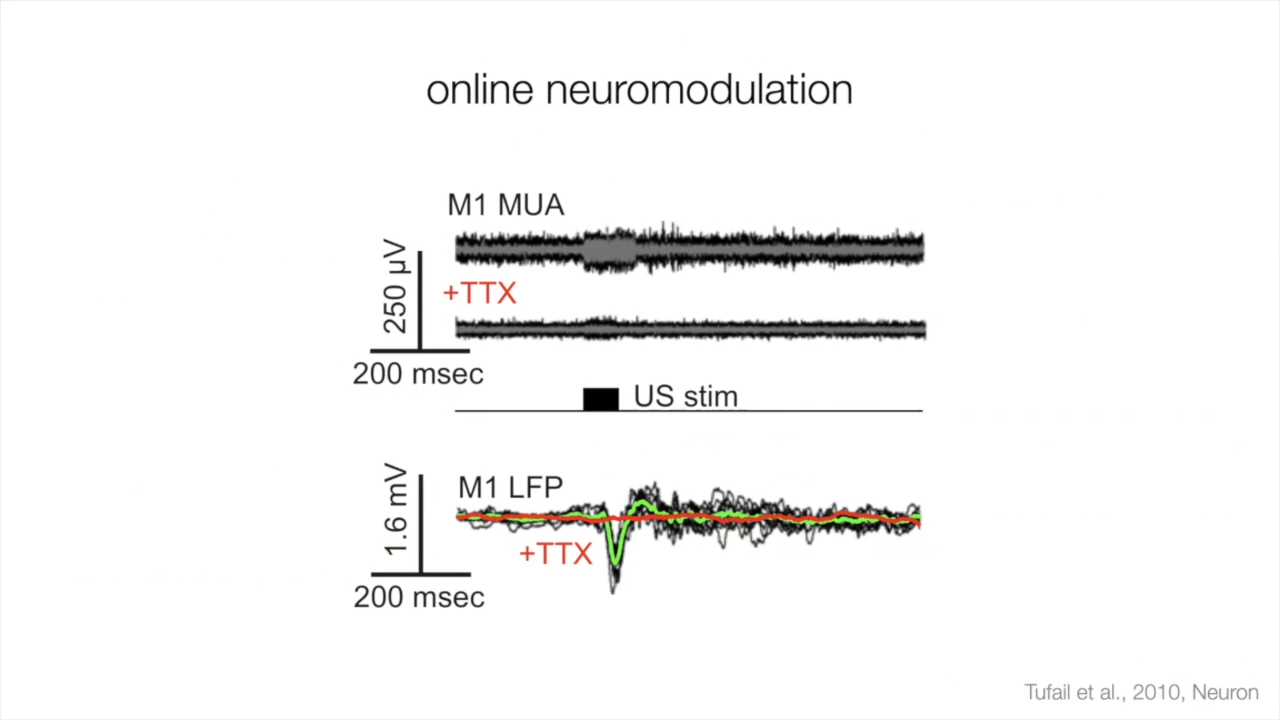 online neuromodulation
M1 MUA
250 µV
+TTX
200 msec
US stim
M1 LFP
1.6 mV
+TTX
200 msec
Tufail et al., 2010, Neuron